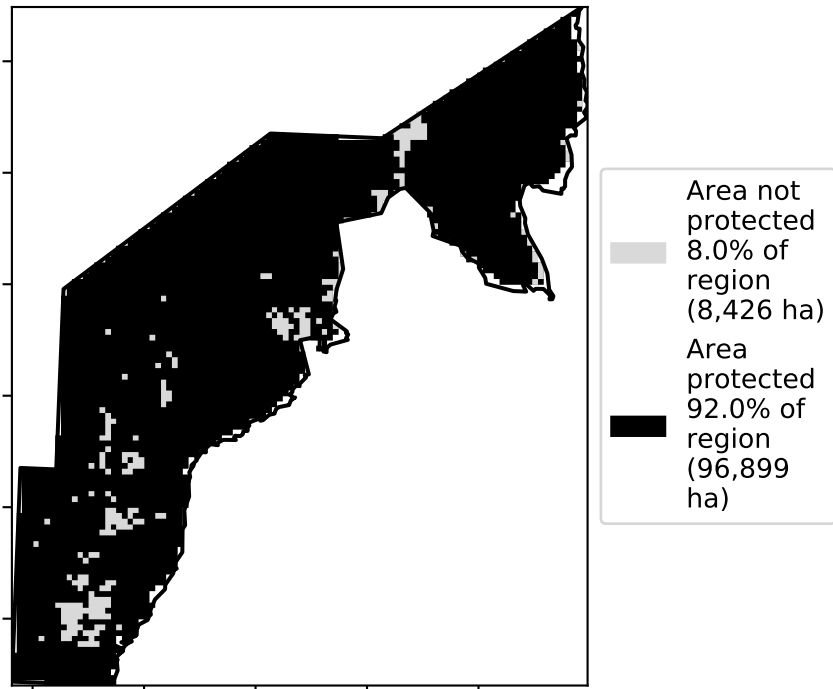 Area not
protected
8.0% of
region
(8,426 ha)
Area
protected
92.0% of
region
(96,899
ha)